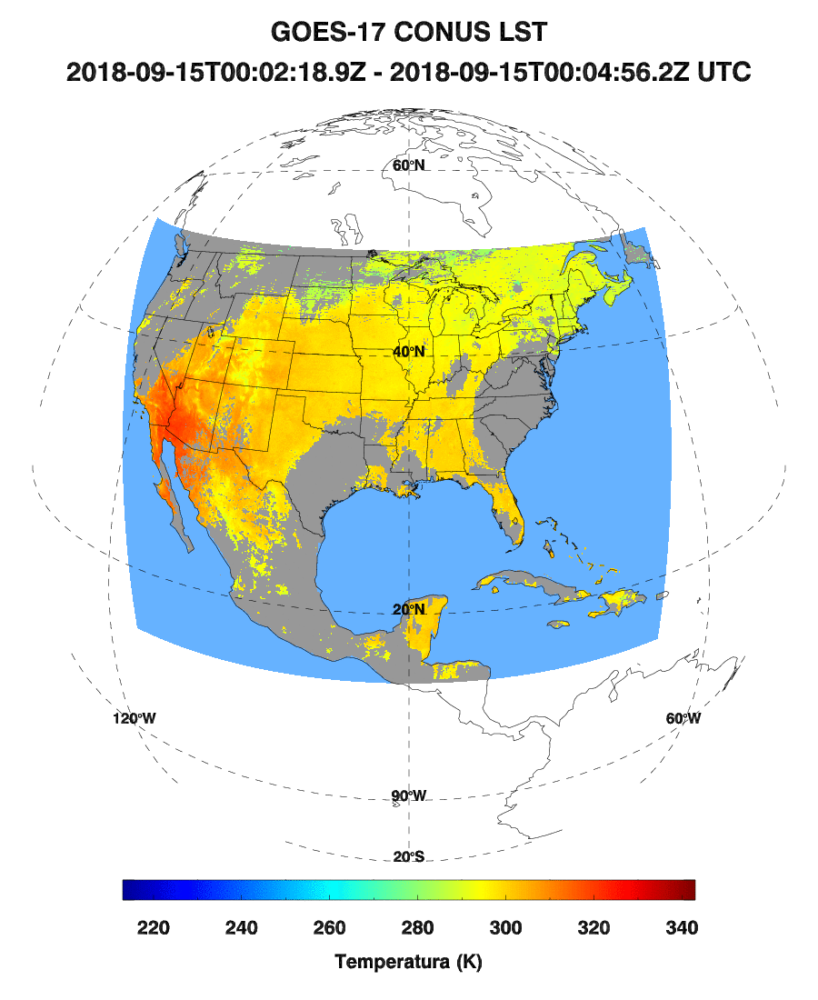 GOES-17 CONUS LST
2018-09-15T00:02:18.9Z - 2018-09-15T00:04:56.2Z UTC
60°N
40°N
20°N
120°W
60°W
90°W
20°S
220 240 260 280 300 320 340
Temperatura (K)